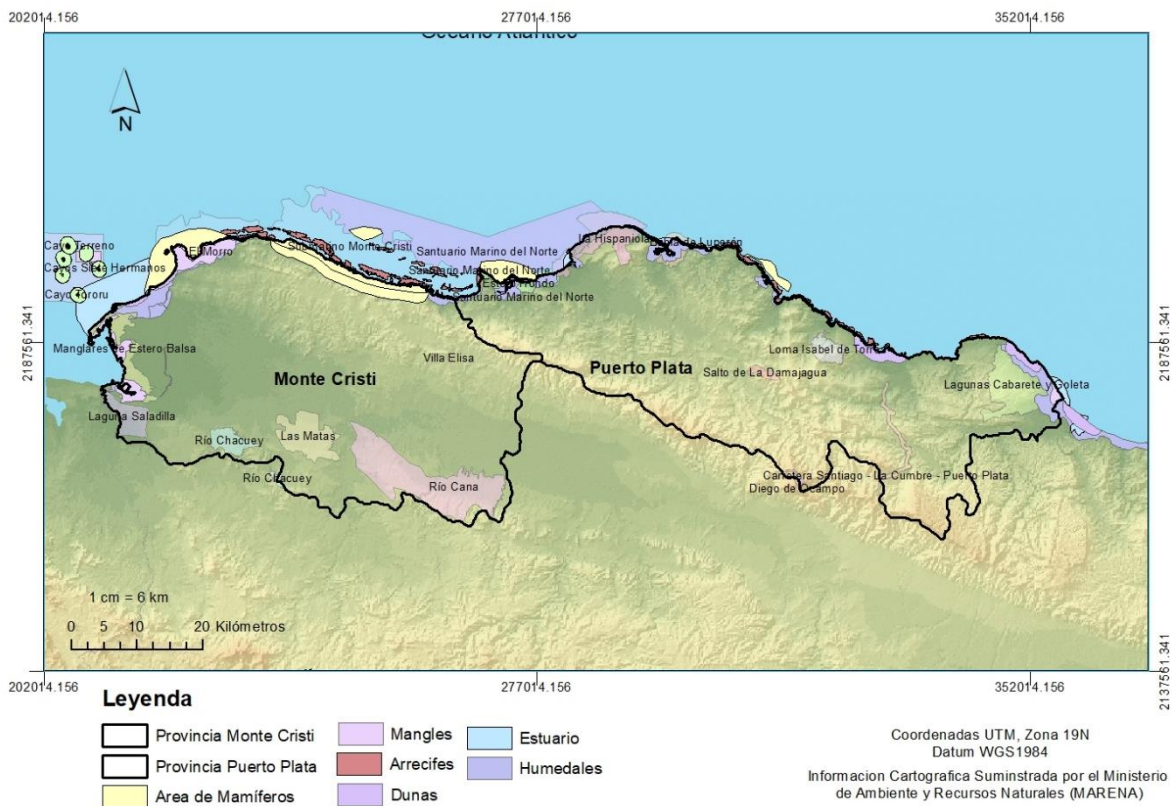 202014.156 277014.156 352014.156
Oceano Atlántico
N
Cayo Terreno
La Hispaniola
El Morro
Submarino Monte Cristi
Santuario Marino del Norte
Cayos Siete Hermanos
Santuario Marino del Norte
Estero Hondo
Cayo Tororu
Santuario Marino del Norte
2187561.341
2187561.341
Manglares de Estero Balsa
Villa Elisa
Loma Isabel de Torres
Puerto Plata
Salto de La Damajagua
Monte Cristi
Lagunas Cabarete y Goleta
Laguna Saladilla
Río Chacuey
Las Matas
Río Chacuey
Río Cana
Carretera Santiago - La Cumbre - Puerto Plata
Diego de Ocampo
1 cm = 6 km
0 5 10 20 Kilómetros
2137561.341
202014.156 277014.156 352014.156
Leyenda
Provincia Monte Cristi
Provincia Puerto Plata
Area de Mamíferos
Mangles
Arrecifes
Dunas
Estuario
Humedales
Coordenadas UTM, Zona 19N
Datum WGS1984
Informacion Cartografica Suminstrada por el Ministerio
de Ambiente y Recursos Naturales (MARENA)